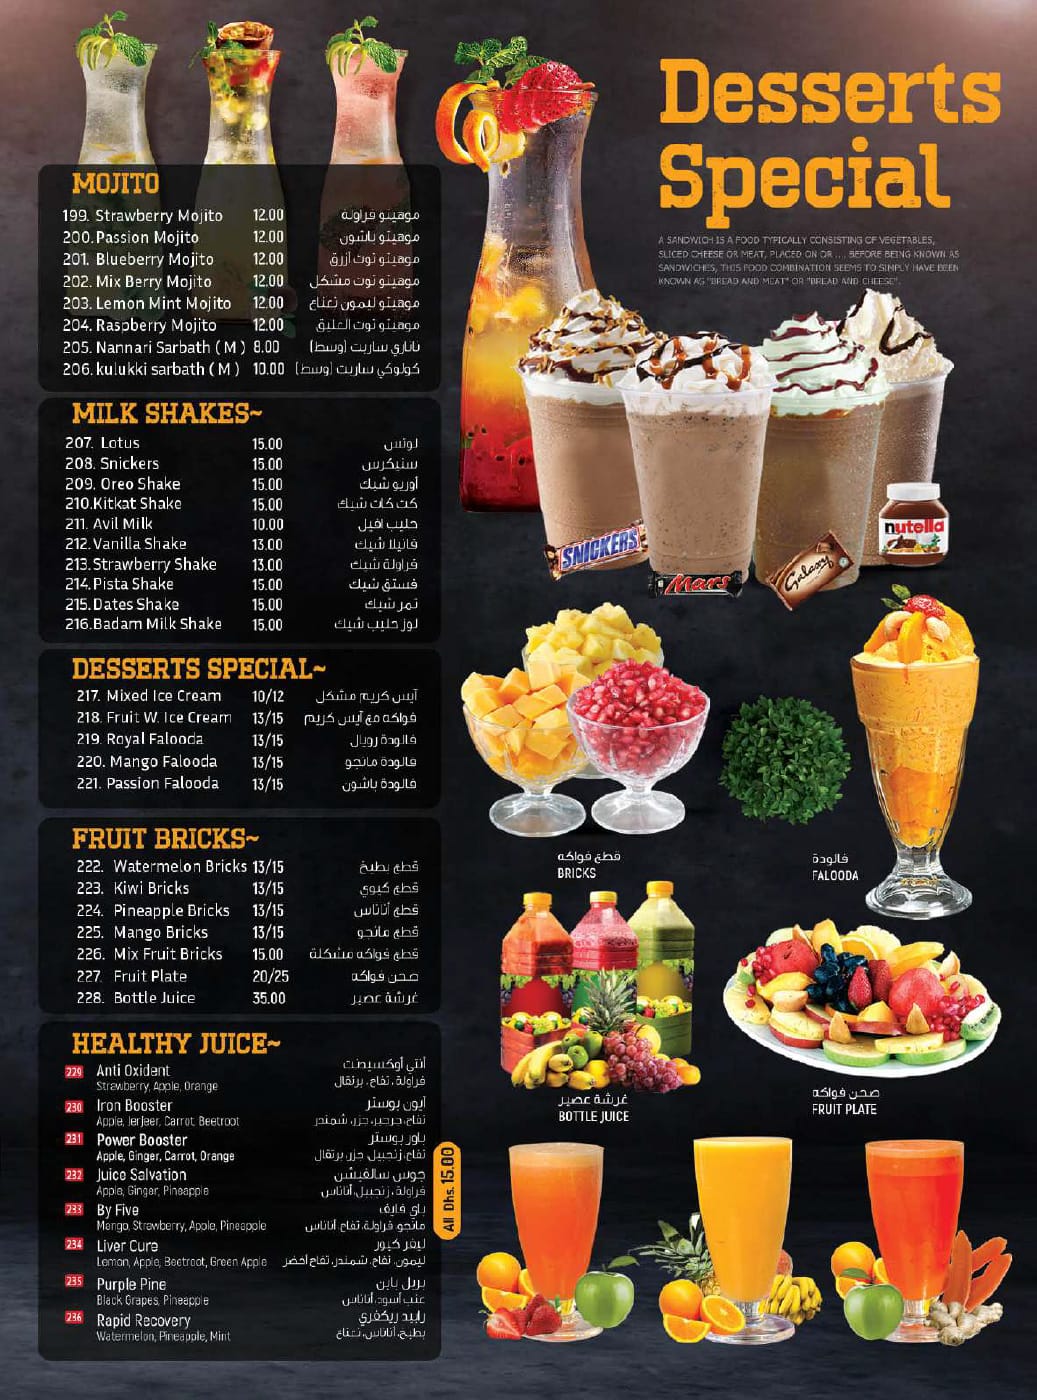 Desserts
Special
A SANDWICH IS A FOOD TYPICALLY CONSISTING OF VEGETABLES,
SLICED CHEESE OR MEAT, PLACED ON OR .... BEFORE BEING KNOWN AS
SANDWICHES, THIS FOOD COMBINATION SEEMS TO SIMPLY HAVE BEEN
KNOWN AS "BREAD AND MEAT" OR "BREAD AND CHEESE".
MOJITO
199. Strawberry Mojito 12.00 موهيتو فراولة
200. Passion Mojito 12.00 موهيتو باشون
201. Blueberry Mojito 12.00 موهيتو توت أزرق
202. Mix Berry Mojito 12.00 موهيتو توت مشكل
203. Lemon Mint Mojito 12.00 موهيتو ليمون نعناع
204. Raspberry Mojito 12.00 موهيتو توت العليق
205. Nannari Sarbath ( M ) 8.00 ناناري ساربت (وسط)
206. kulukki sarbath ( M ) 10.00 كولوكي ساربت (وسط)
MILK SHAKES~
207. Lotus 15.00 لوتس
208. Snickers 15.00 سنيكرس
209. Oreo Shake 15.00 أوريو شيك
210.Kitkat Shake 15.00 كت كات شيك
211. Avil Milk 10.00 حليب افيل
212.Vanilla Shake 13.00 فانيلا شيك
213.Strawberry Shake 13.00 فراولة شيك
214.Pista Shake 15.00 فستق شيك
215.Dates Shake 15.00 تمر شيك
216.Badam Milk Shake 15.00 لوز حليب شيك
DESSERTS SPECIAL~
217. Mixed Ice Cream 10/12 آيس كريم مشكل
218. Fruit W. Ice Cream 13/15 فواكه مع آيس كريم
219. Royal Falooda 13/15 فالودة رويال
220. Mango Falooda 13/15 فالودة مانجو
221. Passion Falooda 13/15 فالودة باشون
FRUIT BRICKS~
222. Watermelon Bricks 13/15 قطع بطيخ
223. Kiwi Bricks 13/15 قطع كيوي
224. Pineapple Bricks 13/15 قطع أناناس
225. Mango Bricks 13/15 قطع مانجو
226. Mix Fruit Bricks 15.00 قطع فواكه مشكلة
227. Fruit Plate 20/25 صحن فواكه
228. Bottle Juice 35.00 غرشة عصير
HEALTHY JUICE~
229 Anti Oxident أنتي أوكسيدنت
Strawberry, Apple, Orange فراولة، تفاح، برتقال
230 Iron Booster آيون بوستر
Apple, Jerjeer, Carrot, Beetroot تفاح، جرجير، جزر، شمندر
231 Power Booster باور بوستر
Apple, Ginger, Carrot, Orange تفاح، زنجبيل، جزر، برتقال
232 Juice Salvation جوس سالفيشن
Apple, Ginger, Pineapple فراولة، زنجبيل، أناناس
233 By Five باي فايف
Mango, Strawberry, Apple, Pineapple مانجو، فراولة، تفاح، أناناس
234 Liver Cure ليفر كيور
Lemon, Apple, Beetroot, Green Apple ليمون، تفاح، شمندر، تفاح أخضر
235 Purple Pine بربل باين
Black Grapes, Pineapple عنب أسود، أناناس
236 Rapid Recovery رابيد ريكفري
Watermelon, Pineapple, Mint بطيخ، أناناس، نعناع
All Dhs. 15.00
SNICKERS
Mars
Galaxy
nutella
قطع فواكه
BRICKS
فالودة
FALOODA
غرشة عصير
BOTTLE JUICE
صحن فواكه
FRUIT PLATE